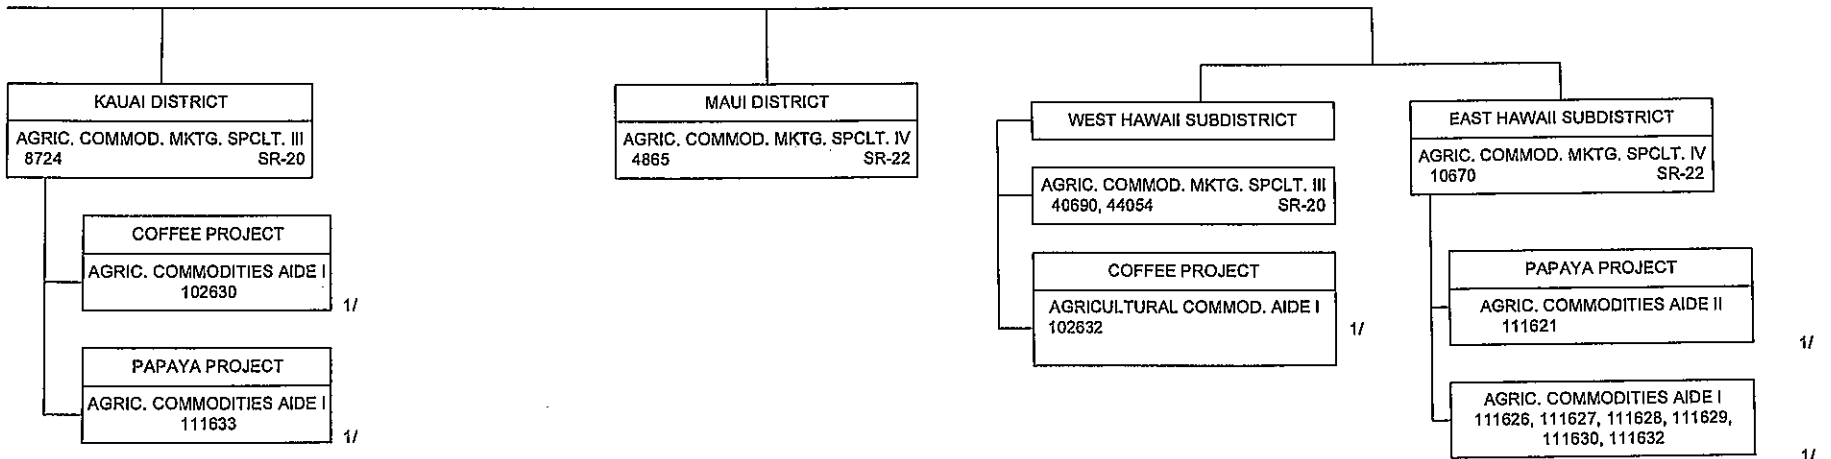 KAUAI DISTRICT
AGRIC. COMMOD. MKTG. SPCLT. III
8724 SR-20
COFFEE PROJECT
AGRIC. COMMODITIES AIDE I
102630
1/
PAPAYA PROJECT
AGRIC. COMMODITIES AIDE I
111633
1/
MAUI DISTRICT
AGRIC. COMMOD. MKTG. SPCLT. IV
4865 SR-22
WEST HAWAII SUBDISTRICT
AGRIC. COMMOD. MKTG. SPCLT. III
40690, 44054 SR-20
COFFEE PROJECT
AGRICULTURAL COMMOD. AIDE I
102632
1/
EAST HAWAII SUBDISTRICT
AGRIC. COMMOD. MKTG. SPCLT. IV
10670 SR-22
PAPAYA PROJECT
AGRIC. COMMODITIES AIDE II
111621
1/
AGRIC. COMMODITIES AIDE I
111626, 111627, 111628, 111629,
111630, 111632
1/